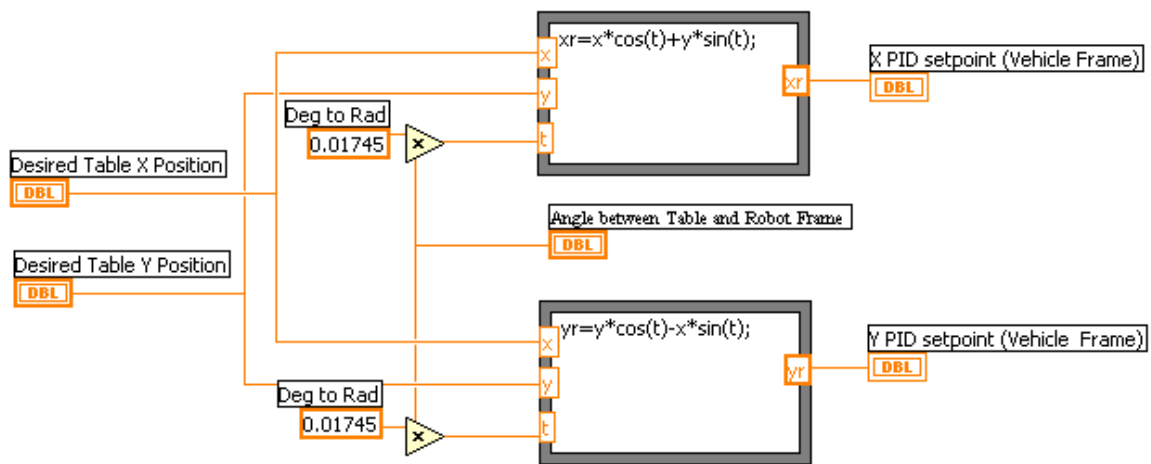 xr=x*cos(t)+y*sin(t);
x
y
t
xr
X PID setpoint (Vehicle Frame)
DBL
Deg to Rad
0.01745
x
Desired Table X Position
DBL
Angle between Table and Robot Frame
DBL
Desired Table Y Position
DBL
yr=y*cos(t)-x*sin(t);
x
y
t
yr
Y PID setpoint (Vehicle  Frame)
DBL
Deg to Rad
0.01745
x